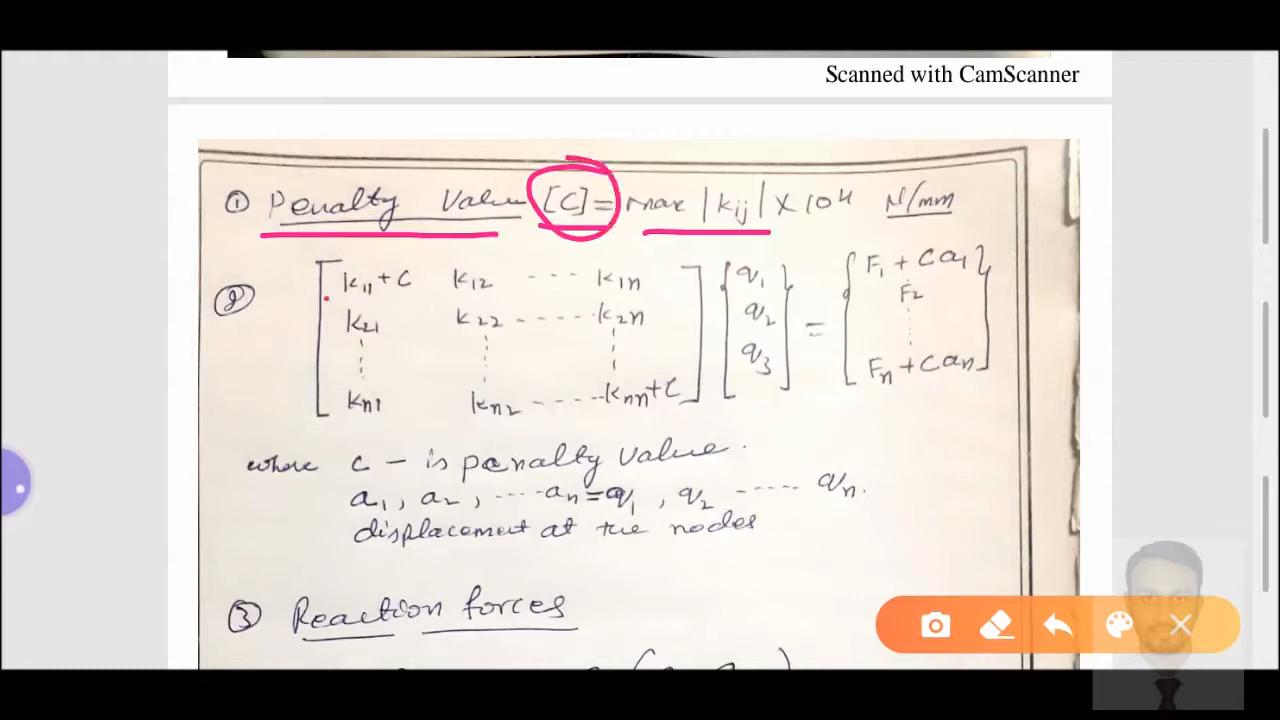 Scanned with CamScanner
① Penalty Value [C] = max |kij| × 10⁴ N/mm
② [ k₁₁+C k₁₂ --- k₁n ] { q₁ } = { F₁ + Ca₁ }
k₂₁ k₂₂ ------ k₂n q₂ F₂
kn₁ kn₂ ------ knn+C q₃ Fn + Can
where c – is penalty value.
a₁, a₂, ---- an = q₁, q₂ ----- qn.
displacement at the nodes
③ Reaction forces